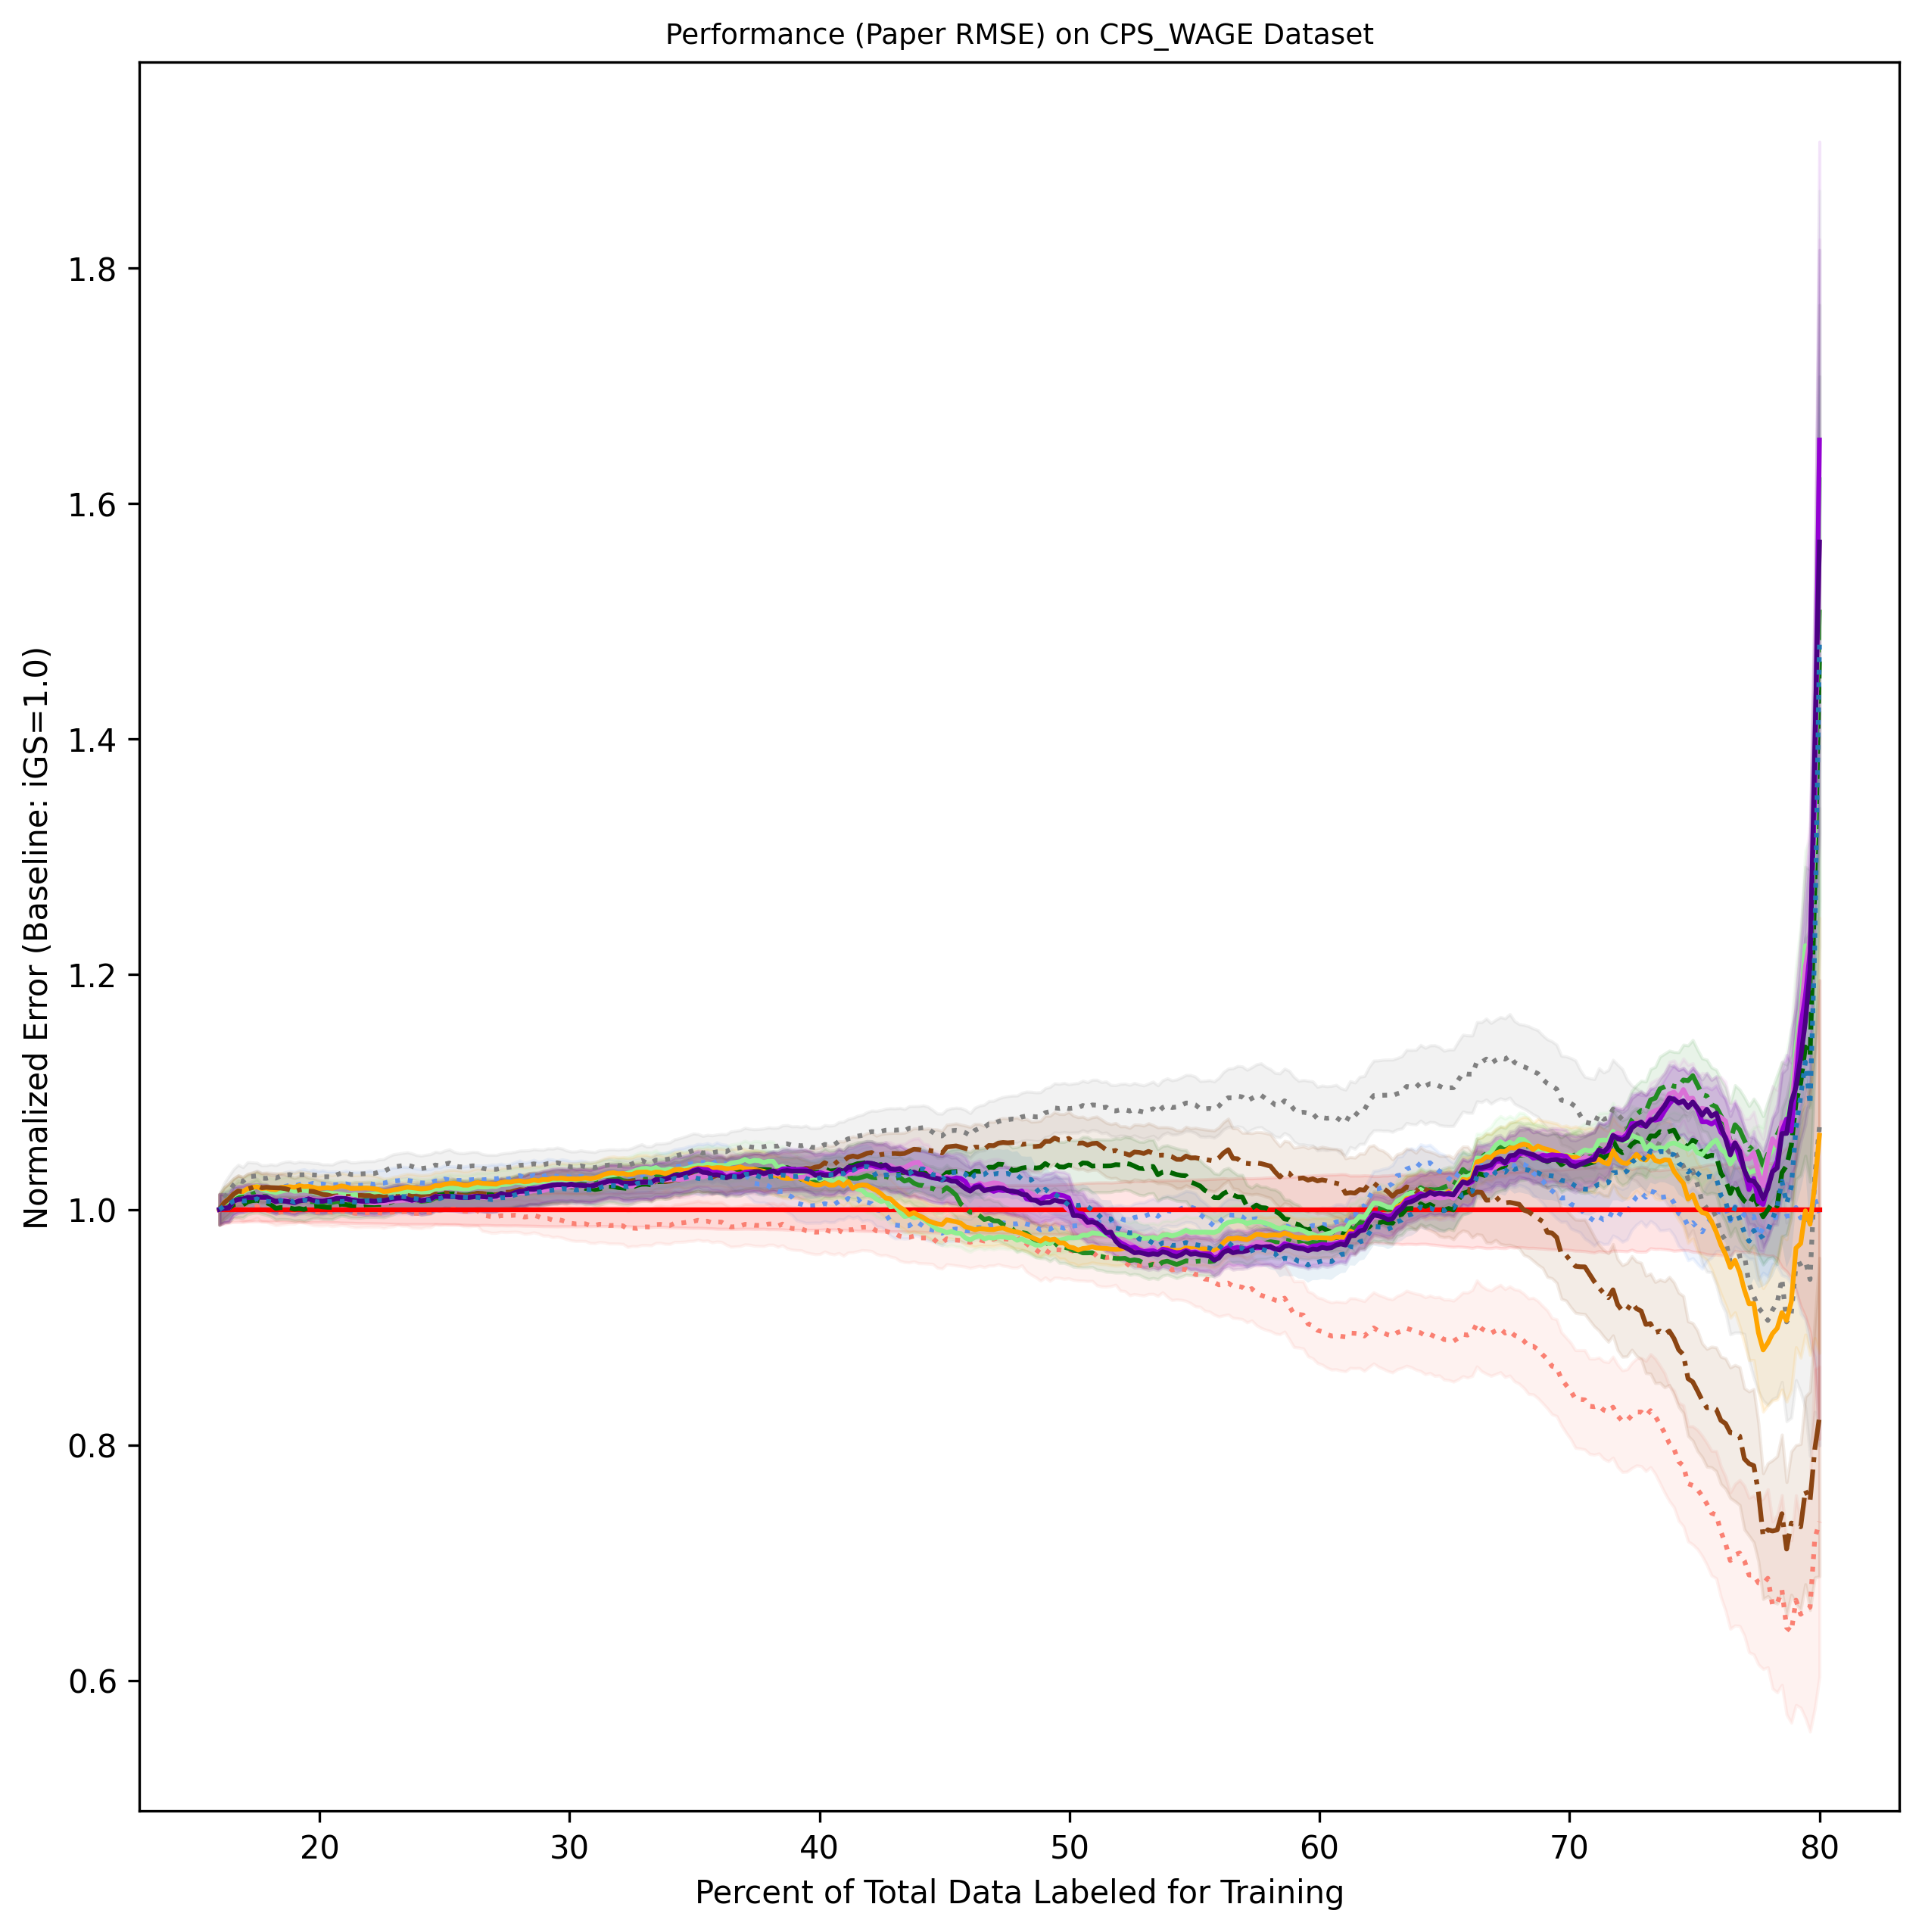 Performance (Paper RMSE) on CPS_WAGE Dataset
Normalized Error (Baseline: iGS=1.0)
1.8
1.6
1.4
1.2
1.0
0.8
0.6
20 30 40 50 60 70 80
Percent of Total Data Labeled for Training